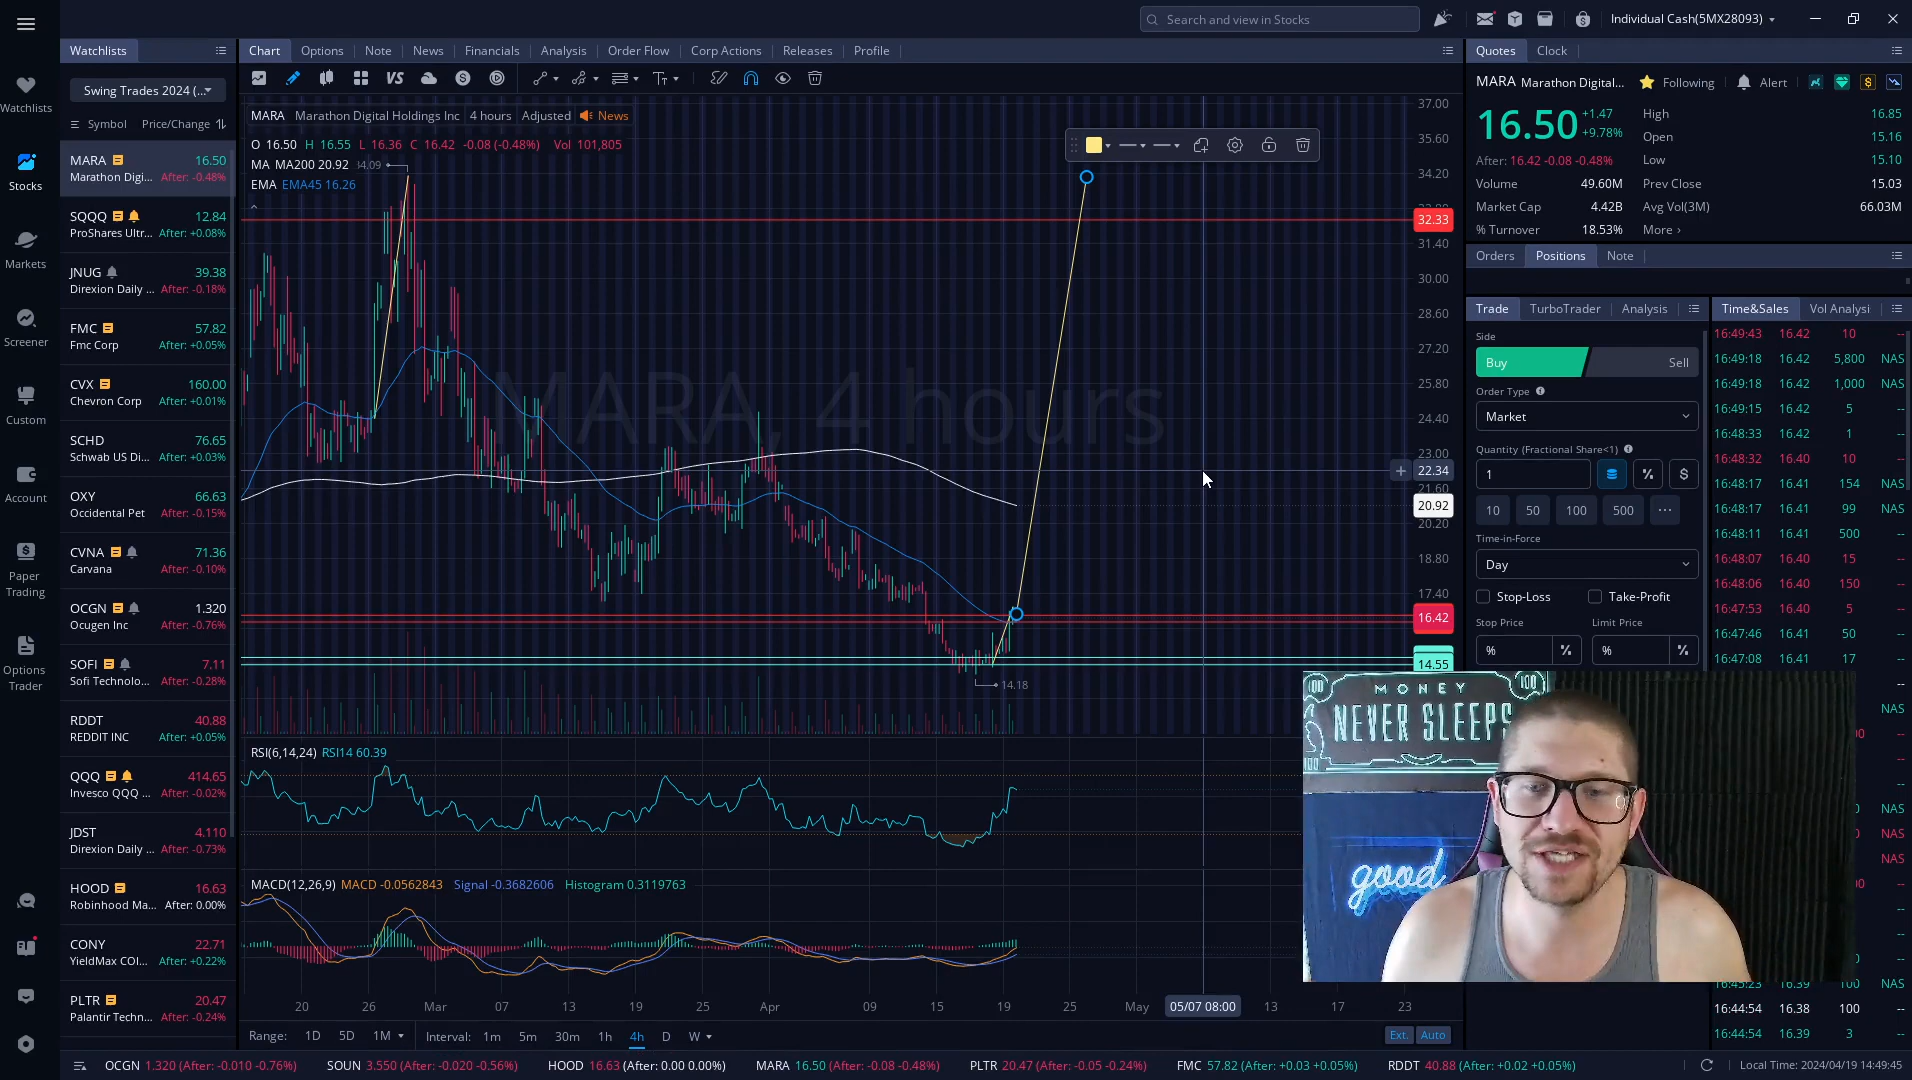 Search and view in Stocks
Individual Cash(5MX28093)
Watchlists
Chart
Options
Note
News
Financials
Analysis
Order Flow
Corp Actions
Releases
Profile
Quotes
Clock
Watchlists
Stocks
Markets
Screener
Custom
Account
Paper
Trading
Options
Trader
Swing Trades 2024 (...
Symbol Price/Change
MARA 16.50
Marathon Digi... After: -0.48%
SQQQ 12.84
ProShares Ultr... After: +0.08%
JNUG 39.38
Direxion Daily ... After: -0.18%
FMC 57.82
Fmc Corp After: +0.05%
CVX 160.00
Chevron Corp After: +0.01%
SCHD 76.65
Schwab US Di... After: +0.03%
OXY 66.63
Occidental Pet After: -0.15%
CVNA 71.36
Carvana After: -0.10%
OCGN 1.320
Ocugen Inc After: -0.76%
SOFI 7.11
Sofi Technolo... After: -0.28%
RDDT 40.88
REDDIT INC After: +0.05%
QQQ 414.65
Invesco QQQ ... After: -0.02%
JDST 4.110
Direxion Daily ... After: -0.73%
HOOD 16.63
Robinhood Ma... After: 0.00%
CONY 22.71
YieldMax COI... After: +0.22%
PLTR 20.47
Palantir Techn... After: -0.24%
VS
MARA Marathon Digital Holdings Inc 4 hours Adjusted News
O 16.50 H 16.55 L 16.36 C 16.42 -0.08 (-0.48%) Vol 101,805
MA MA200 20.92
34.09
EMA EMA45 16.26
MARA, 4 hours
14.18
37.00
35.60
34.20
32.33
31.40
30.00
28.60
27.20
25.80
24.40
23.00
22.34
21.60
20.92
20.20
18.80
17.40
16.42
14.55
RSI(6,14,24) RSI14 60.39
MACD(12,26,9) MACD -0.0562843 Signal -0.3682606 Histogram 0.3119763
20 26 Mar 07 13 19 25 Apr 09 15 19 25 May 05/07 08:00 13 17 23
Range: 1D 5D 1M Interval: 1m 5m 30m 1h 4h D W
Ext. Auto
MARA Marathon Digital... Following Alert
16.50 +1.47
+9.78%
After: 16.42 -0.08 -0.48%
High 16.85
Open 15.16
Low 15.10
Volume 49.60M Prev Close 15.03
Market Cap 4.42B Avg Vol(3M) 66.03M
% Turnover 18.53% More ›
Orders Positions Note
Trade TurboTrader Analysis
Time&Sales Vol Analysi
Side
Buy Sell
Order Type
Market
Quantity (Fractional Share<1)
1 % $
10 50 100 500 ...
Time-in-Force
Day
Stop-Loss Take-Profit
Stop Price Limit Price
% % % %
16:49:43 16.42 10 --
16:49:18 16.42 5,800 NAS
16:49:18 16.42 1,000 NAS
16:49:15 16.42 5 --
16:48:33 16.42 1 --
16:48:32 16.40 10 --
16:48:17 16.41 154 NAS
16:48:17 16.41 99 NAS
16:48:11 16.41 500 --
16:48:07 16.40 15 --
16:48:06 16.40 150 --
16:47:53 16.40 5 --
16:47:46 16.41 50 --
16:47:08 16.41 17 --
NAS
NAS
NAS
NAS
16:45:23 16.39 100 NAS
16:44:54 16.38 100 --
16:44:54 16.39 3 --
100 MONEY 100
NEVER SLEEPS
good
OCGN 1.320 (After: -0.010 -0.76%) SOUN 3.550 (After: -0.020 -0.56%) HOOD 16.63 (After: 0.00 0.00%) MARA 16.50 (After: -0.08 -0.48%) PLTR 20.47 (After: -0.05 -0.24%) FMC 57.82 (After: +0.03 +0.05%) RDDT 40.88 (After: +0.02 +0.05%)
Local Time: 2024/04/19 14:49:45